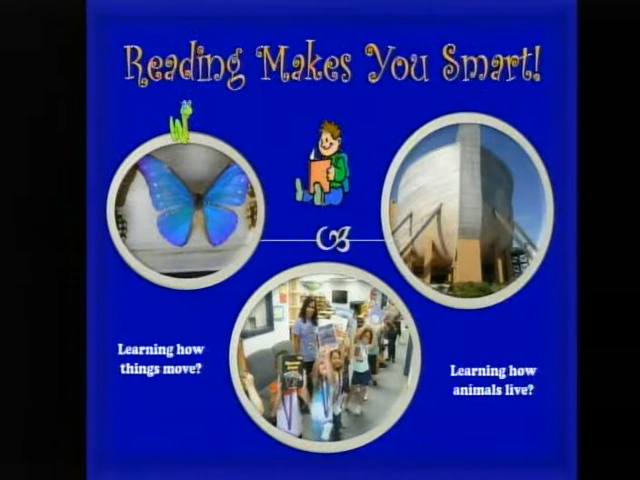 Reading Makes You Smart!
Learning how
things move?
Learning how
animals live?